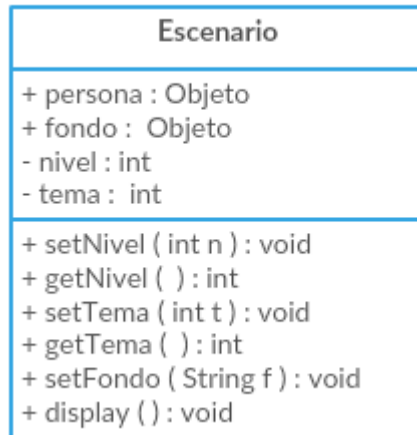 Escenario
+ persona : Objeto
+ fondo : Objeto
- nivel : int
- tema : int
+ setNivel ( int n ) : void
+ getNivel ( ) : int
+ setTema ( int t ) : void
+ getTema ( ) : int
+ setFondo ( String f ) : void
+ display ( ) : void